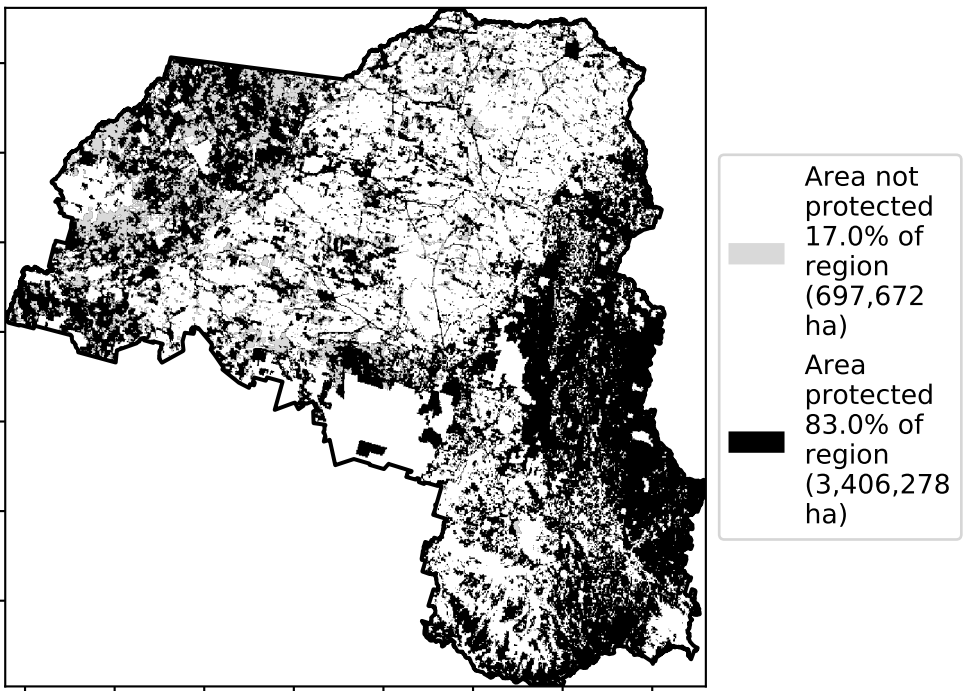 Area not
protected
17.0% of
region
(697,672
ha)
Area
protected
83.0% of
region
(3,406,278
ha)